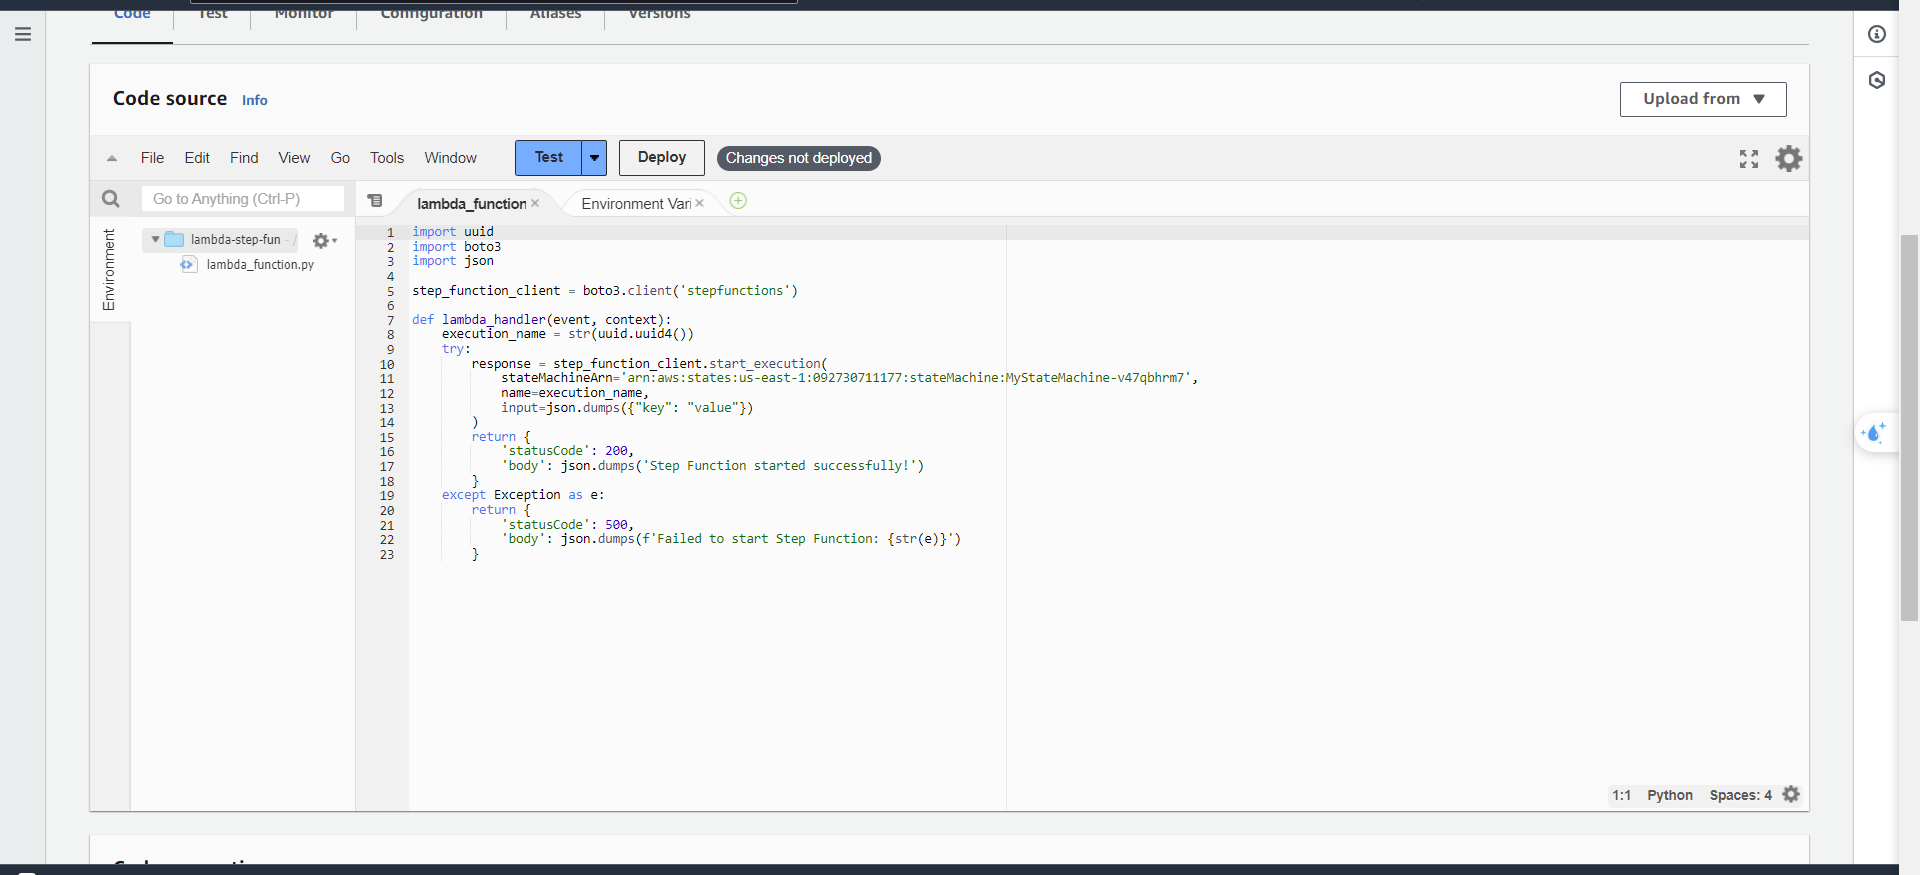 Code Test Monitor Configuration Aliases Versions
Code source Info
Upload from
File Edit Find View Go Tools Window Test Deploy Changes not deployed
Go to Anything (Ctrl-P)
lambda_function
Environment Vari
Environment
lambda-step-fun - /
lambda_function.py
1 import uuid
2 import boto3
3 import json
4
5 step_function_client = boto3.client('stepfunctions')
6
7 def lambda_handler(event, context):
8     execution_name = str(uuid.uuid4())
9     try:
10         response = step_function_client.start_execution(
11             stateMachineArn='arn:aws:states:us-east-1:092730711177:stateMachine:MyStateMachine-v47qbhrm7',
12             name=execution_name,
13             input=json.dumps({"key": "value"})
14         )
15         return {
16             'statusCode': 200,
17             'body': json.dumps('Step Function started successfully!')
18         }
19     except Exception as e:
20         return {
21             'statusCode': 500,
22             'body': json.dumps(f'Failed to start Step Function: {str(e)}')
23         }
1:1 Python Spaces: 4